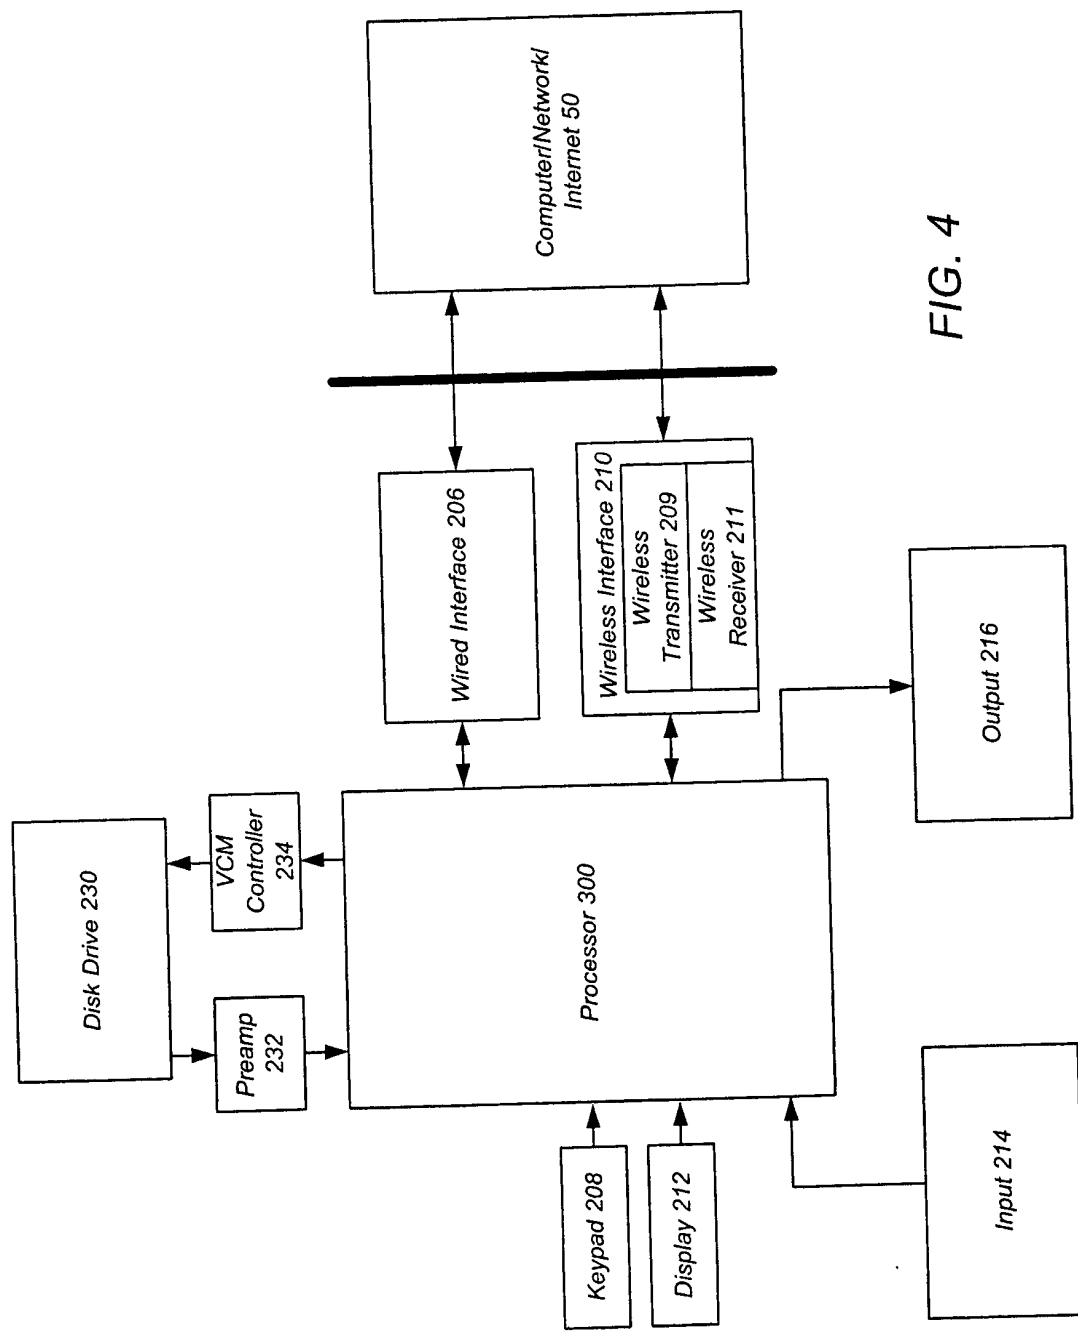 Disk Drive 230
Preamp
232
VCM
Controller
234
Keypad 208
Display 212
Processor 300
Wired Interface 206
Wireless Interface 210
Wireless
Transmitter 209
Wireless
Receiver 211
Computer/Network/
Internet 50
Input 214
Output 216
FIG. 4